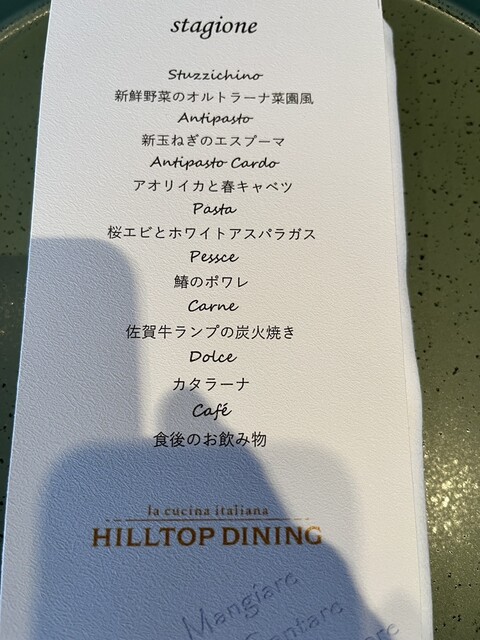 stagione
Stuzzichino
新鮮野菜のオルトラーナ菜園風
Antipasto
新玉ねぎのエスプーマ
Antipasto Cardo
アオリイカと春キャベツ
Pasta
桜エビとホワイトアスパラガス
Pessce
鰆のポワレ
Carne
佐賀牛ランプの炭火焼き
Dolce
カタラーナ
Café
食後のお飲み物
la cucina italiana
HILLTOP DINING
Mangiare